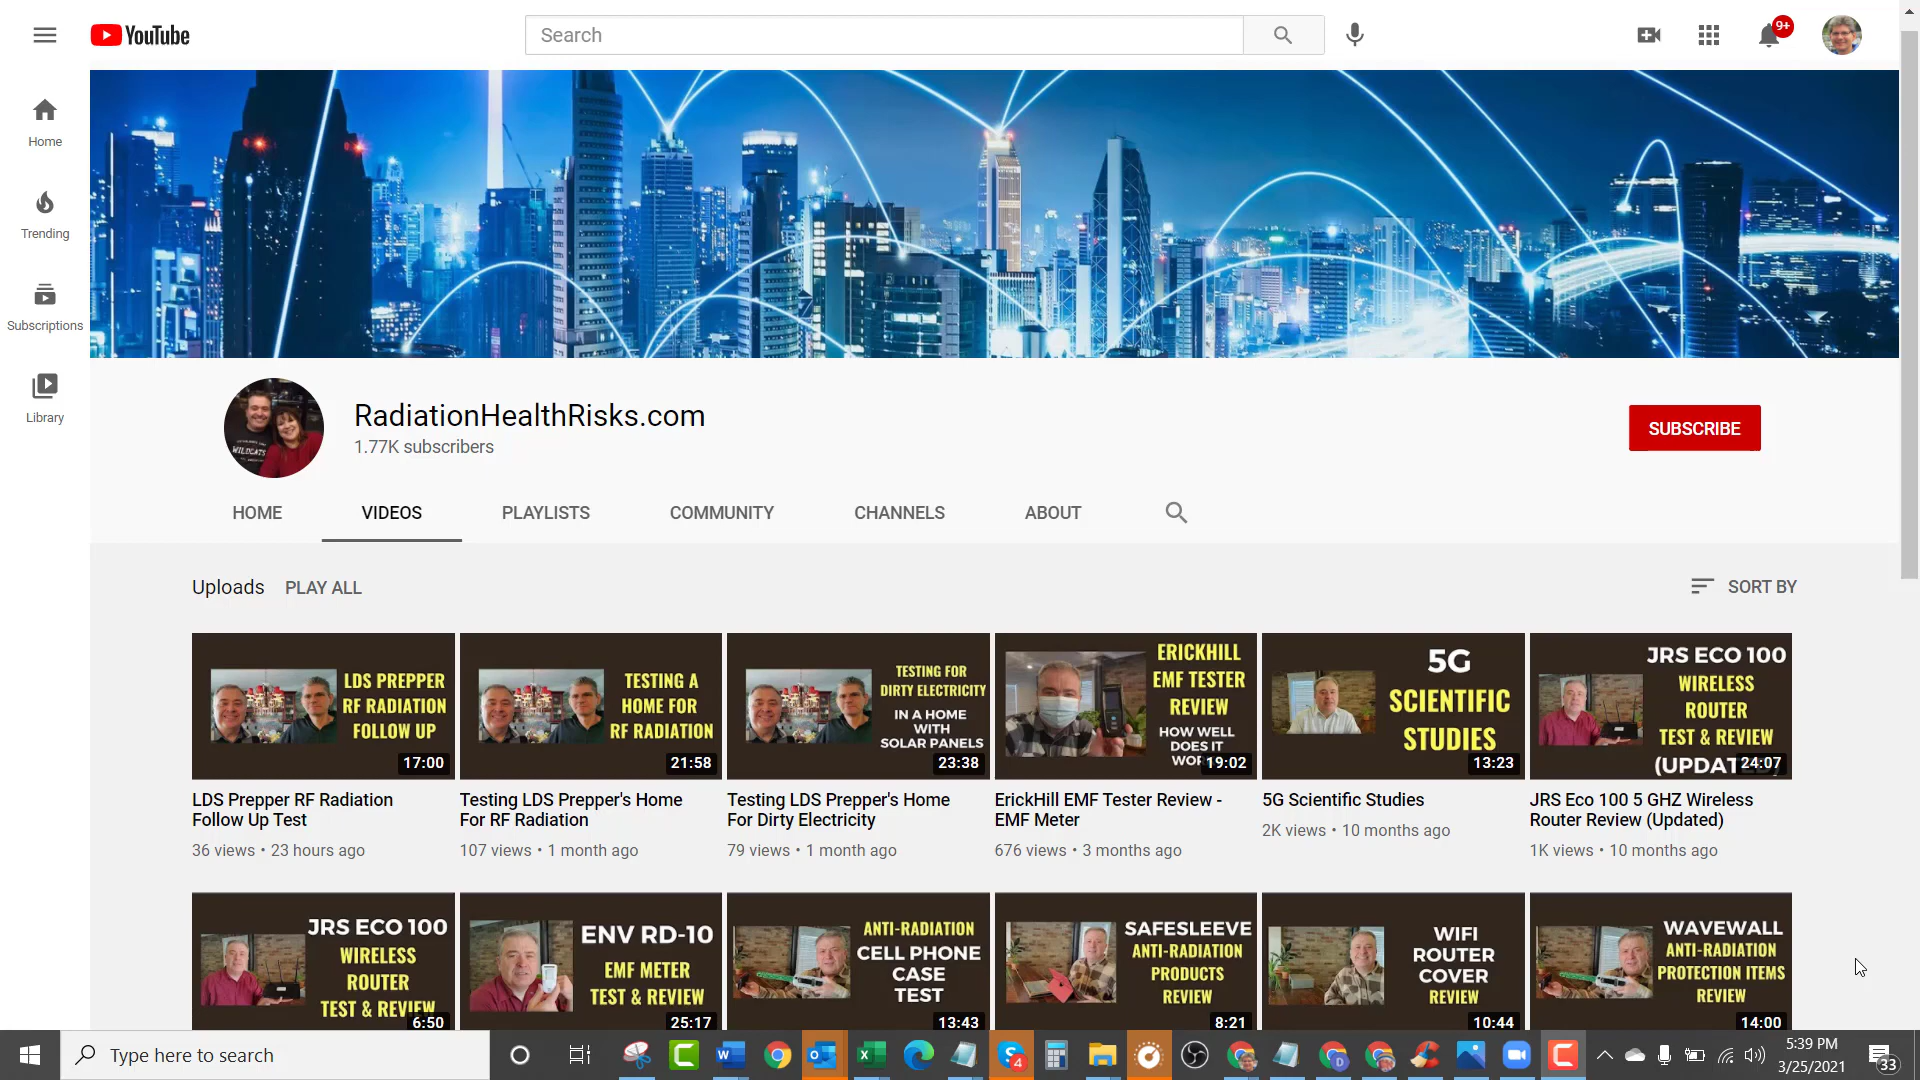 YouTube
Search
9+
Home
Trending
Subscriptions
Library
WILDCATS
RadiationHealthRisks.com
1.77K subscribers
SUBSCRIBE
HOME
VIDEOS
PLAYLISTS
COMMUNITY
CHANNELS
ABOUT
Uploads
PLAY ALL
SORT BY
LDS PREPPER
RF RADIATION
FOLLOW UP
17:00
LDS Prepper RF Radiation
Follow Up Test
36 views • 23 hours ago
TESTING A
HOME FOR
RF RADIATION
21:58
Testing LDS Prepper's Home
For RF Radiation
107 views • 1 month ago
TESTING FOR
DIRTY ELECTRICITY
IN A HOME
WITH
SOLAR PANELS
23:38
Testing LDS Prepper's Home
For Dirty Electricity
79 views • 1 month ago
ERICKHILL
EMF TESTER
REVIEW
HOW WELL
DOES IT
19:02
ErickHill EMF Tester Review -
EMF Meter
676 views • 3 months ago
5G
SCIENTIFIC
STUDIES
13:23
5G Scientific Studies
2K views • 10 months ago
JRS ECO 100
WIRELESS
ROUTER
TEST & REVIEW
24:07
JRS Eco 100 5 GHZ Wireless
Router Review (Updated)
1K views • 10 months ago
JRS ECO 100
WIRELESS
ROUTER
TEST & REVIEW
6:50
ENV RD-10
EMF METER
TEST & REVIEW
25:17
ANTI-RADIATION
CELL PHONE
CASE
TEST
13:43
SAFESLEEVE
ANTI-RADIATION
PRODUCTS
REVIEW
8:21
WIFI
ROUTER
COVER
REVIEW
10:44
WAVEWALL
ANTI-RADIATION
PROTECTION ITEMS
REVIEW
14:00
Type here to search
4
D
5:39 PM
3/25/2021
33